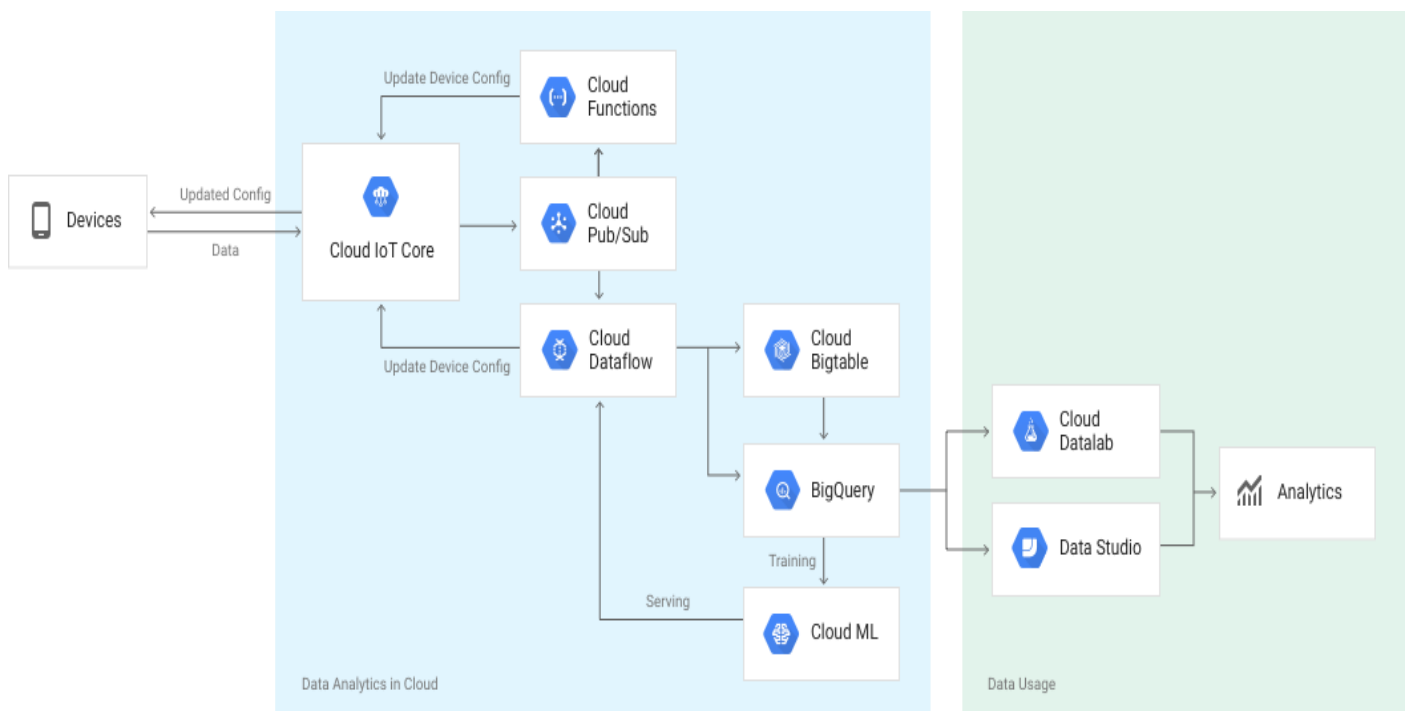 Update Device Config
Cloud
Functions
Devices
Updated Config
Data
Cloud IoT Core
Cloud
Pub/Sub
Update Device Config
Cloud
Dataflow
Cloud
Bigtable
BigQuery
Training
Serving
Cloud ML
Data Analytics in Cloud
Cloud
Datalab
Data Studio
Analytics
Data Usage